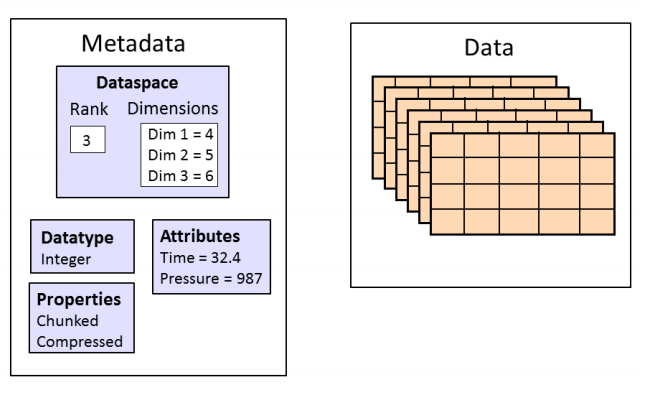 Metadata
Dataspace
Rank
Dimensions
3
Dim 1 = 4
Dim 2 = 5
Dim 3 = 6
Datatype
Integer
Attributes
Time = 32.4
Pressure = 987
Properties
Chunked
Compressed
Data